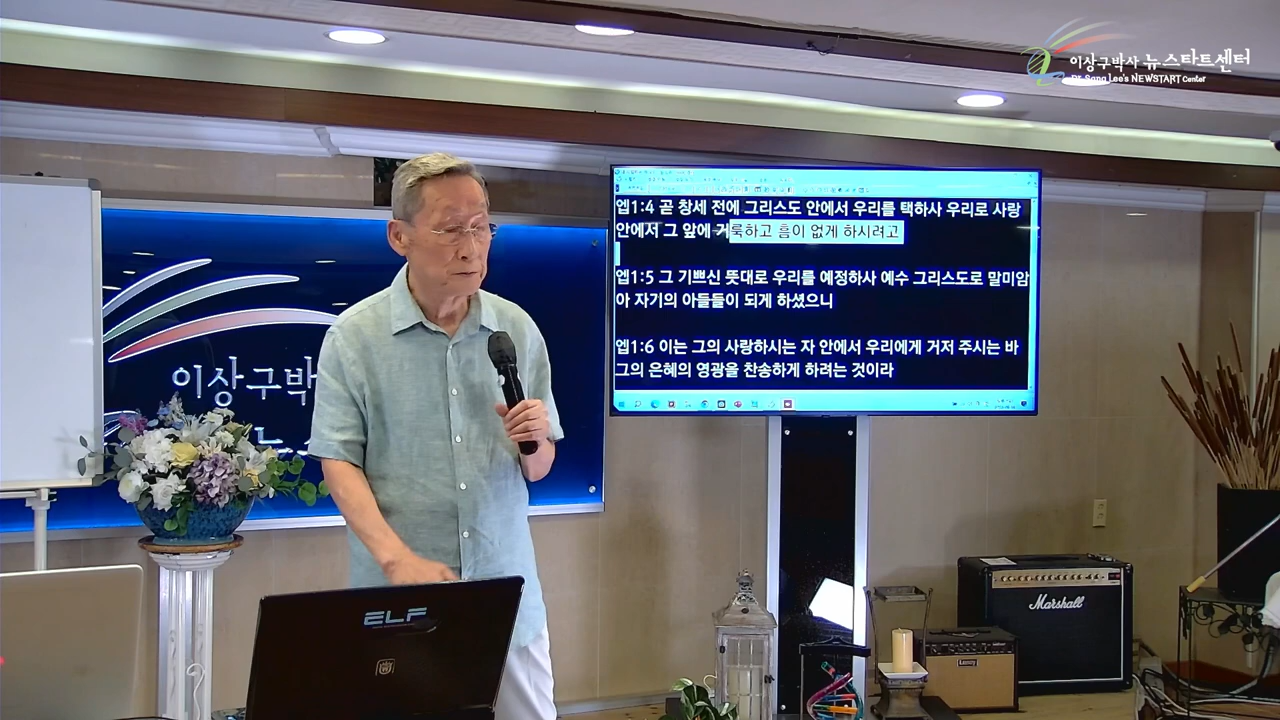 이상구박사 뉴스타트센터
Dr. Sang Lee's NEWSTART Center
엡1:4 곧 창세 전에 그리스도 안에서 우리를 택하사 우리로 사랑
안에서 그 앞에 거룩하고 흠이 없게 하시려고
엡1:5 그 기쁘신 뜻대로 우리를 예정하사 예수 그리스도로 말미암
아 자기의 아들들이 되게 하셨으니
엡1:6 이는 그의 사랑하시는 자 안에서 우리에게 거저 주시는 바
그의 은혜의 영광을 찬송하게 하려는 것이라
이상구박
Marshall
Laney
ELF